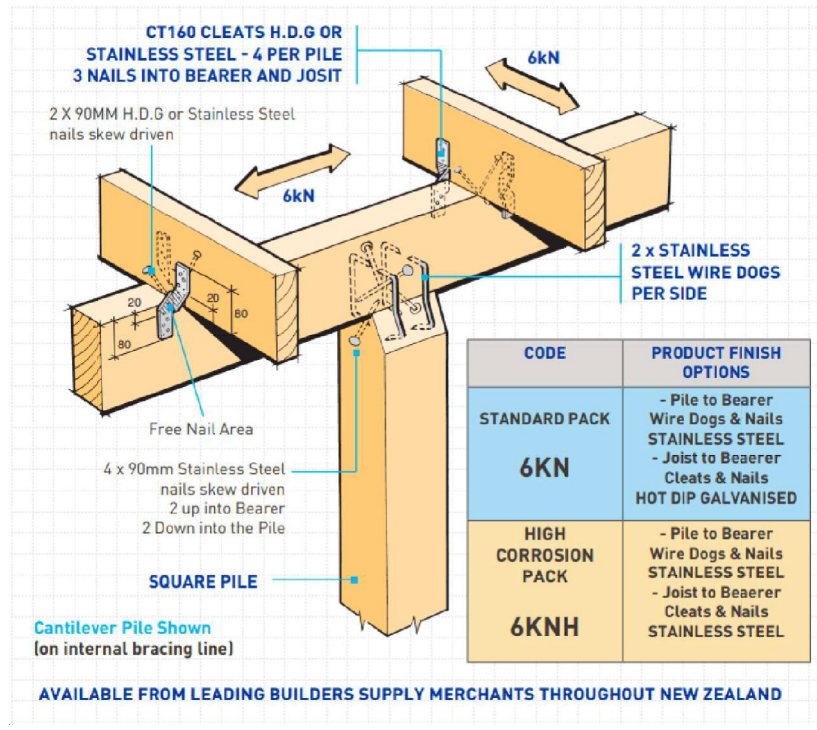 CT160 CLEATS H.D.G OR
STAINLESS STEEL - 4 PER PILE
3 NAILS INTO BEARER AND JOSIT
6kN
2 X 90MM H.D.G or Stainless Steel
nails skew driven
6kN
2 x STAINLESS
STEEL WIRE DOGS
PER SIDE
20
80
20
80
Free Nail Area
4 x 90mm Stainless Steel
nails skew driven
2 up into Bearer
2 Down into the Pile
SQUARE PILE
Cantilever Pile Shown
(on internal bracing line)
CODE
PRODUCT FINISH
OPTIONS
STANDARD PACK
6KN
- Pile to Bearer
Wire Dogs & Nails
STAINLESS STEEL
- Joist to Beaerer
Cleats & Nails
HOT DIP GALVANISED
HIGH
CORROSION
PACK
6KNH
- Pile to Bearer
Wire Dogs & Nails
STAINLESS STEEL
- Joist to Beaerer
Cleats & Nails
STAINLESS STEEL
AVAILABLE FROM LEADING BUILDERS SUPPLY MERCHANTS THROUGHOUT NEW ZEALAND